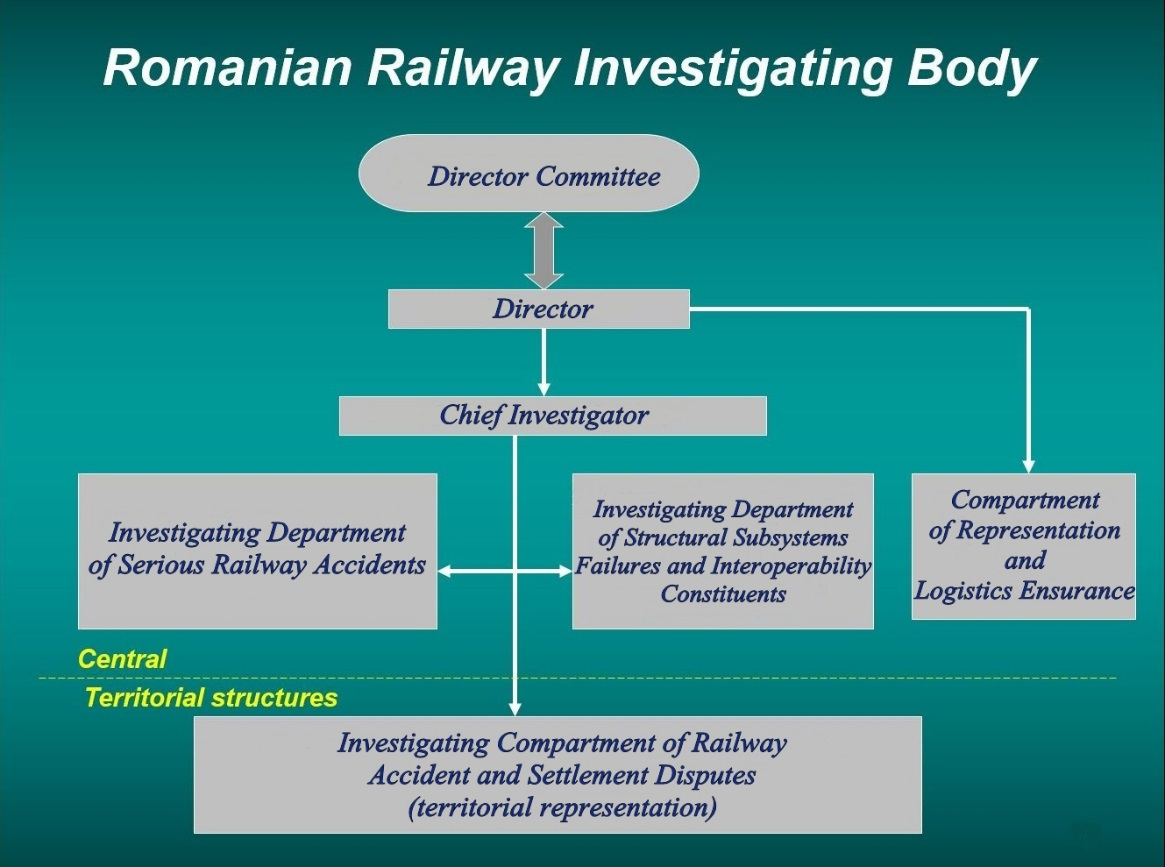 Romanian Railway Investigating Body
Director Committee
Director
Chief Investigator
Investigating Department
of Serious Railway Accidents
Investigating Department
of Structural Subsystems
Failures and Interoperability
Constituents
Compartment
of Representation
and
Logistics Ensurance
Central
Territorial structures
Investigating Compartment of Railway
Accident and Settlement Disputes
(territorial representation)